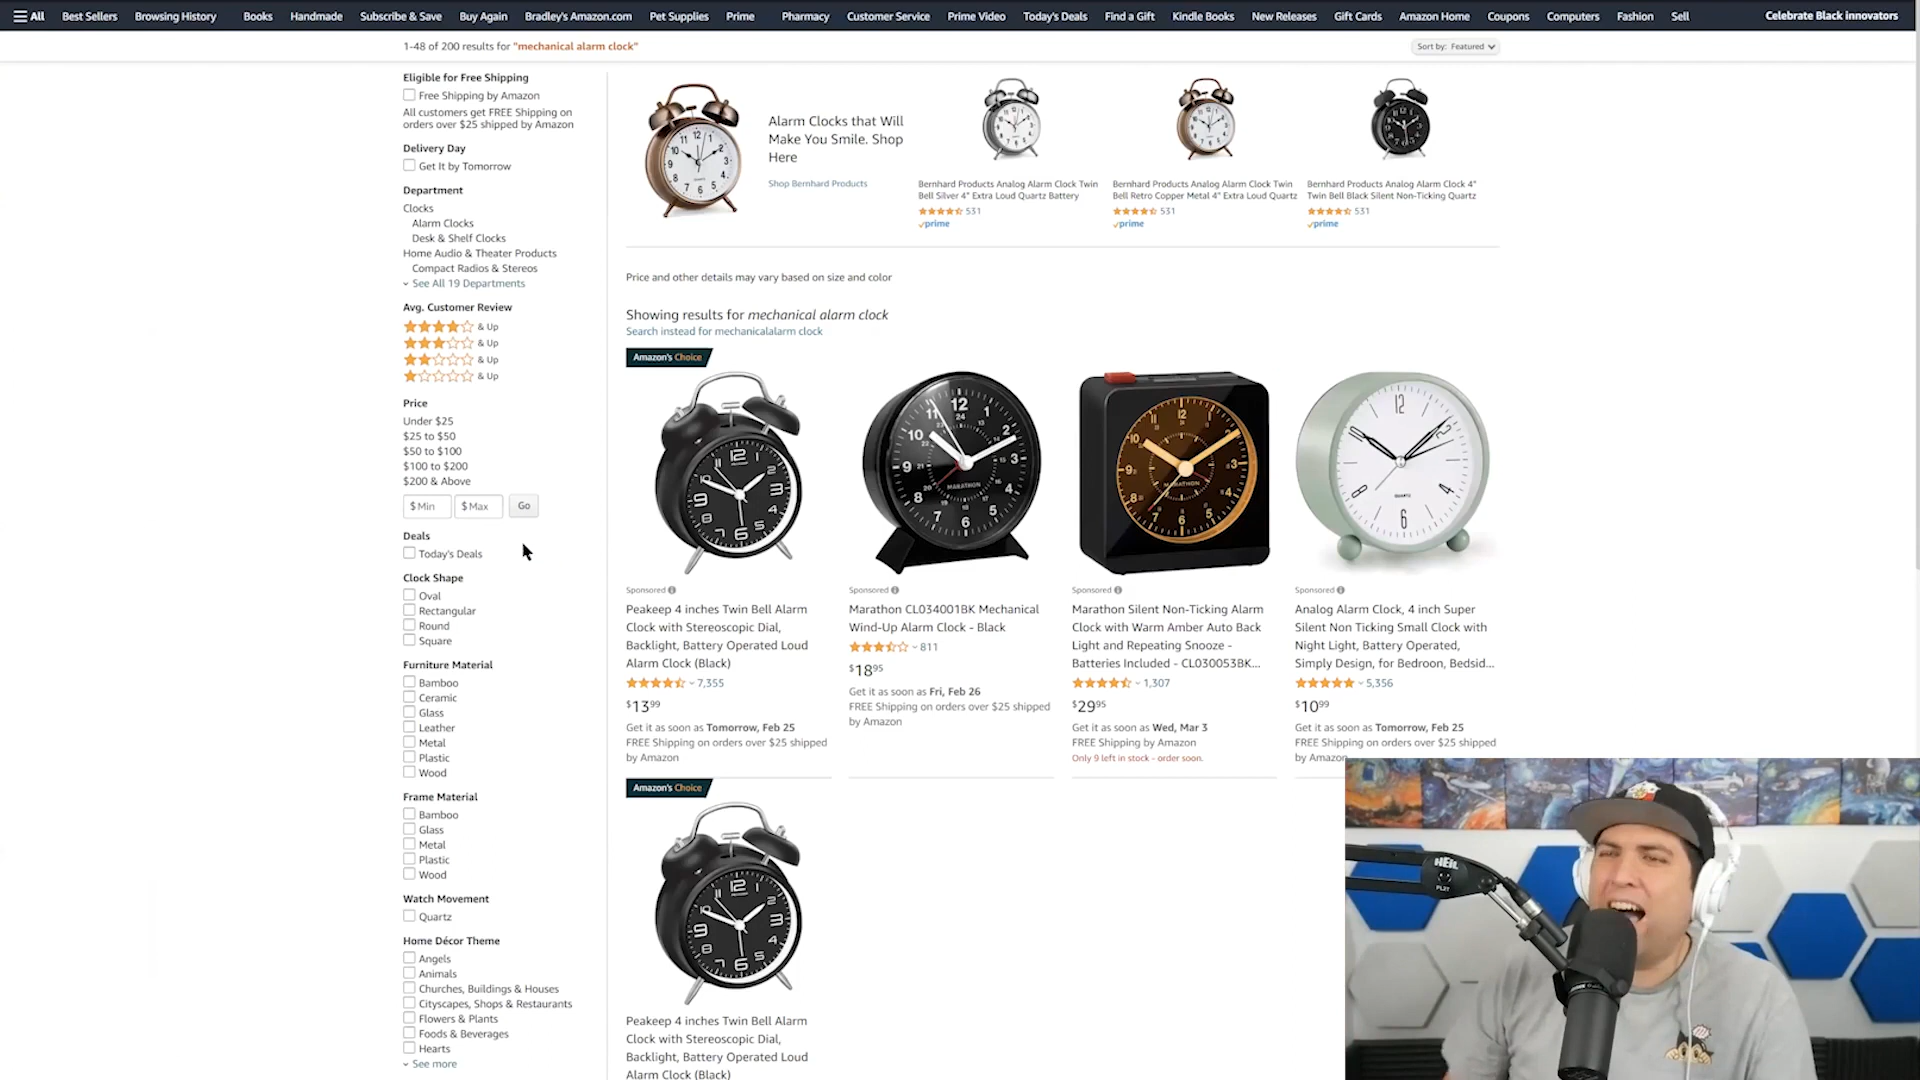 All
Best Sellers
Browsing History
Books
Handmade
Subscribe & Save
Buy Again
Bradley's Amazon.com
Pet Supplies
Prime
Pharmacy
Customer Service
Prime Video
Today's Deals
Find a Gift
Kindle Books
New Releases
Gift Cards
Amazon Home
Coupons
Computers
Fashion
Sell
Celebrate Black innovators
1-48 of 200 results for "mechanical alarm clock"
Sort by: Featured
Eligible for Free Shipping
Free Shipping by Amazon
All customers get FREE Shipping on
orders over $25 shipped by Amazon
Delivery Day
Get It by Tomorrow
Department
Clocks
Alarm Clocks
Desk & Shelf Clocks
Home Audio & Theater Products
Compact Radios & Stereos
See All 19 Departments
Avg. Customer Review
& Up
& Up
& Up
& Up
Price
Under $25
$25 to $50
$50 to $100
$100 to $200
$200 & Above
$ Min
$ Max
Go
Deals
Today's Deals
Clock Shape
Oval
Rectangular
Round
Square
Furniture Material
Bamboo
Ceramic
Glass
Leather
Metal
Plastic
Wood
Frame Material
Bamboo
Glass
Metal
Plastic
Wood
Watch Movement
Quartz
Home Décor Theme
Angels
Animals
Churches, Buildings & Houses
Cityscapes, Shops & Restaurants
Flowers & Plants
Foods & Beverages
Hearts
See more
Alarm Clocks that Will
Make You Smile. Shop
Here
Shop Bernhard Products
Bernhard Products Analog Alarm Clock Twin
Bell Silver 4" Extra Loud Quartz Battery
531
prime
Bernhard Products Analog Alarm Clock Twin
Bell Retro Copper Metal 4" Extra Loud Quartz
531
prime
Bernhard Products Analog Alarm Clock 4"
Twin Bell Black Silent Non-Ticking Quartz
531
prime
Price and other details may vary based on size and color
Showing results for mechanical alarm clock
Search instead for mechanicalalarm clock
Amazon's Choice
MARATHON
MARATHON
QUARTZ
Sponsored
Peakeep 4 inches Twin Bell Alarm
Clock with Stereoscopic Dial,
Backlight, Battery Operated Loud
Alarm Clock (Black)
7,355
$13.99
Get it as soon as Tomorrow, Feb 25
FREE Shipping on orders over $25 shipped
by Amazon
Sponsored
Marathon CL034001BK Mechanical
Wind-Up Alarm Clock - Black
811
$18.95
Get it as soon as Fri, Feb 26
FREE Shipping on orders over $25 shipped
by Amazon
Sponsored
Marathon Silent Non-Ticking Alarm
Clock with Warm Amber Auto Back
Light and Repeating Snooze -
Batteries Included - CL030053BK...
1,307
$29.95
Get it as soon as Wed, Mar 3
FREE Shipping by Amazon
Only 9 left in stock - order soon.
Sponsored
Analog Alarm Clock, 4 inch Super
Silent Non Ticking Small Clock with
Night Light, Battery Operated,
Simply Design, for Bedroom, Bedsid...
5,356
$10.99
Get it as soon as Tomorrow, Feb 25
FREE Shipping on orders over $25 shipped
by Amazon
Amazon's Choice
Peakeep 4 inches Twin Bell Alarm
Clock with Stereoscopic Dial,
Backlight, Battery Operated Loud
Alarm Clock (Black)
HEIL
PL2T